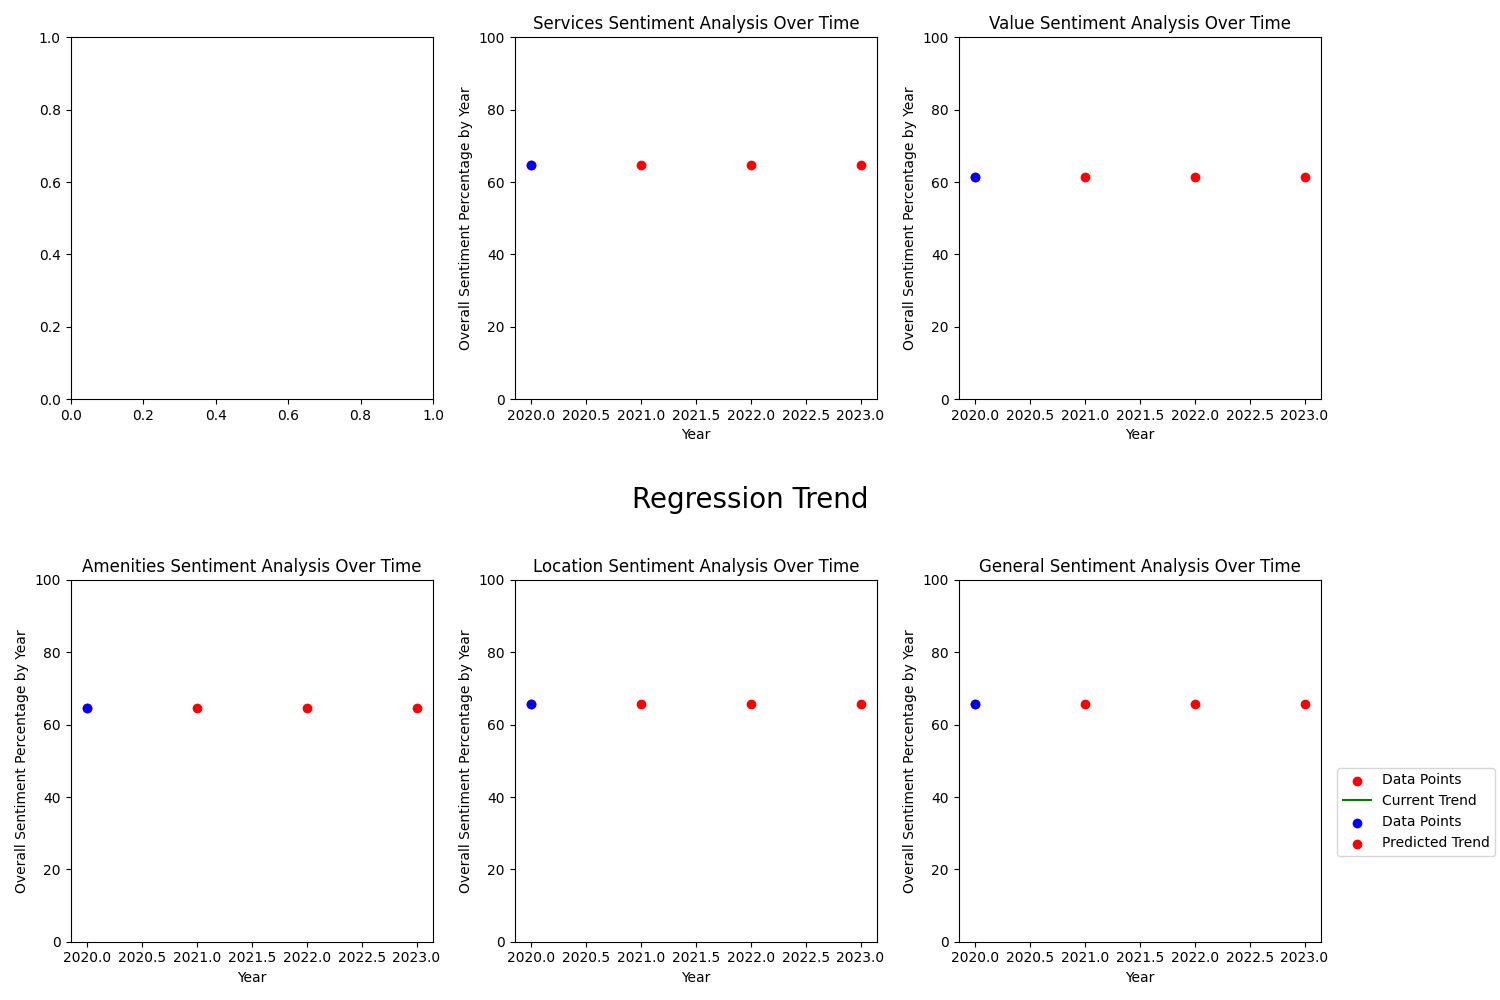 1.0
0.8
0.6
0.4
0.2
0.0
0.0 0.2 0.4 0.6 0.8 1.0
Services Sentiment Analysis Over Time
Overall Sentiment Percentage by Year
100
80
60
40
20
0
2020.0 2020.5 2021.0 2021.5 2022.0 2022.5 2023.0
Year
Value Sentiment Analysis Over Time
Overall Sentiment Percentage by Year
100
80
60
40
20
0
2020.0 2020.5 2021.0 2021.5 2022.0 2022.5 2023.0
Year
Regression Trend
Amenities Sentiment Analysis Over Time
Overall Sentiment Percentage by Year
100
80
60
40
20
0
2020.0 2020.5 2021.0 2021.5 2022.0 2022.5 2023.0
Year
Location Sentiment Analysis Over Time
Overall Sentiment Percentage by Year
100
80
60
40
20
0
2020.0 2020.5 2021.0 2021.5 2022.0 2022.5 2023.0
Year
General Sentiment Analysis Over Time
Overall Sentiment Percentage by Year
100
80
60
40
20
0
2020.0 2020.5 2021.0 2021.5 2022.0 2022.5 2023.0
Year
Data Points
Current Trend
Data Points
Predicted Trend